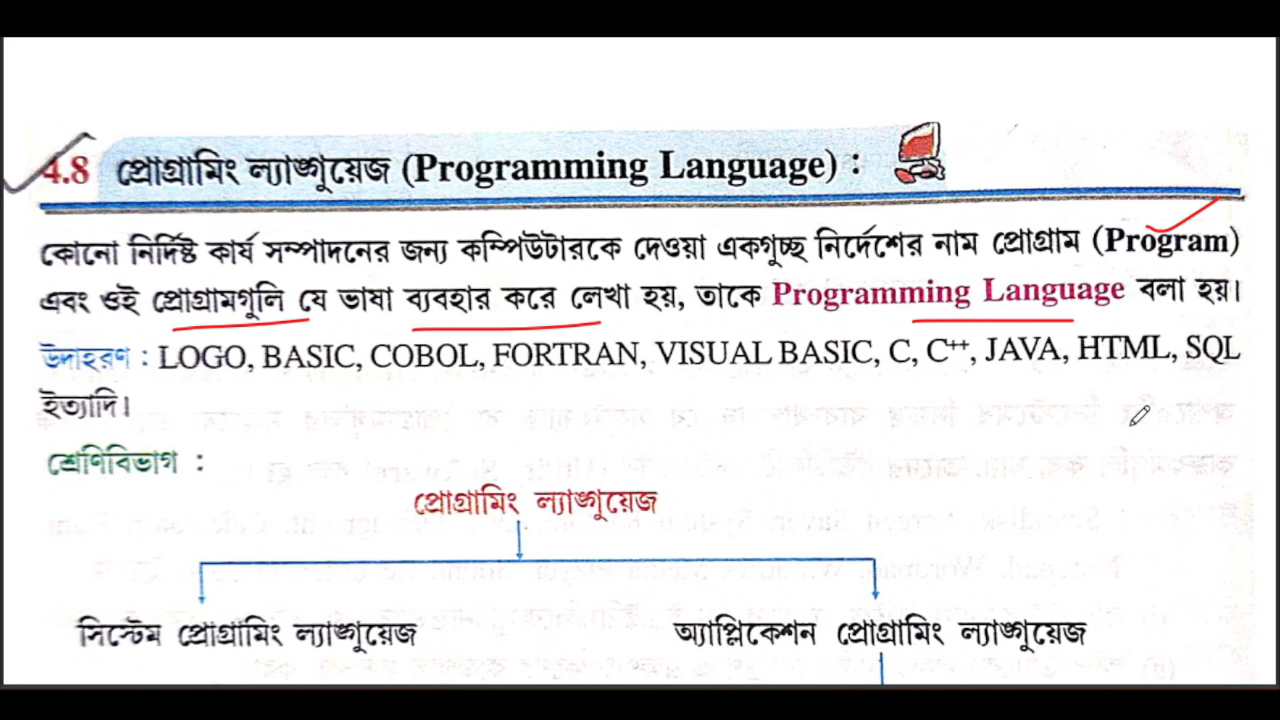 4.8 প্রোগ্রামিং ল্যাঙ্গুয়েজ (Programming Language) :
কোনো নির্দিষ্ট কার্য সম্পাদনের জন্য কম্পিউটারকে দেওয়া একগুচ্ছ নির্দেশের নাম প্রোগ্রাম (Program)
এবং ওই প্রোগ্রামগুলি যে ভাষা ব্যবহার করে লেখা হয়, তাকে Programming Language বলা হয়।
উদাহরণ : LOGO, BASIC, COBOL, FORTRAN, VISUAL BASIC, C, C⁺⁺, JAVA, HTML, SQL
ইত্যাদি।
শ্রেণিবিভাগ :
প্রোগ্রামিং ল্যাঙ্গুয়েজ
সিস্টেম প্রোগ্রামিং ল্যাঙ্গুয়েজ
অ্যাপ্লিকেশন প্রোগ্রামিং ল্যাঙ্গুয়েজ